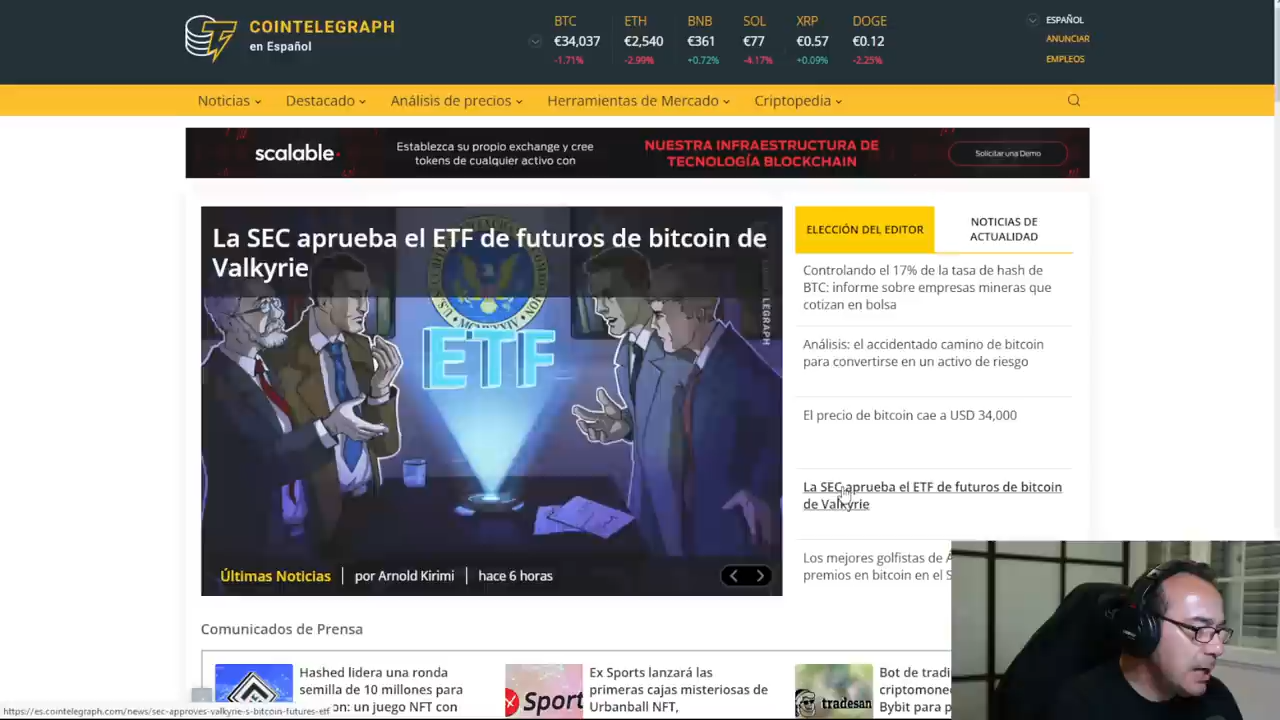 COINTELEGRAPH
en Español
BTC
€34,037
-1.71%
ETH
€2,540
-2.99%
BNB
€361
+0.72%
SOL
€77
-4.17%
XRP
€0.57
+0.09%
DOGE
€0.12
-2.25%
ESPAÑOL
ANUNCIAR
EMPLEOS
Noticias
Destacado
Análisis de precios
Herramientas de Mercado
Criptopedia
scalable
Establezca su propio exchange y cree
tokens de cualquier activo con
NUESTRA INFRAESTRUCTURA DE
TECNOLOGÍA BLOCKCHAIN
Solicitar una Demo
La SEC aprueba el ETF de futuros de bitcoin de
Valkyrie
ETF
Últimas Noticias
por Arnold Kirimi
hace 6 horas
ELECCIÓN DEL EDITOR
NOTICIAS DE
ACTUALIDAD
Controlando el 17% de la tasa de hash de
BTC: informe sobre empresas mineras que
cotizan en bolsa
Análisis: el accidentado camino de bitcoin
para convertirse en un activo de riesgo
El precio de bitcoin cae a USD 34,000
La SEC aprueba el ETF de futuros de bitcoin
de Valkyrie
Los mejores golfistas de
premios en bitcoin en el
Comunicados de Prensa
Hashed lidera una ronda
semilla de 10 millones para
on: un juego NFT con
Sport
Ex Sports lanzará las
primeras cajas misteriosas de
Urbanball NFT,
tradesan
Bot de tradi
criptomone
Bybit para p
https://es.cointelegraph.com/news/sec-approves-valkyrie-s-bitcoin-futures-etf